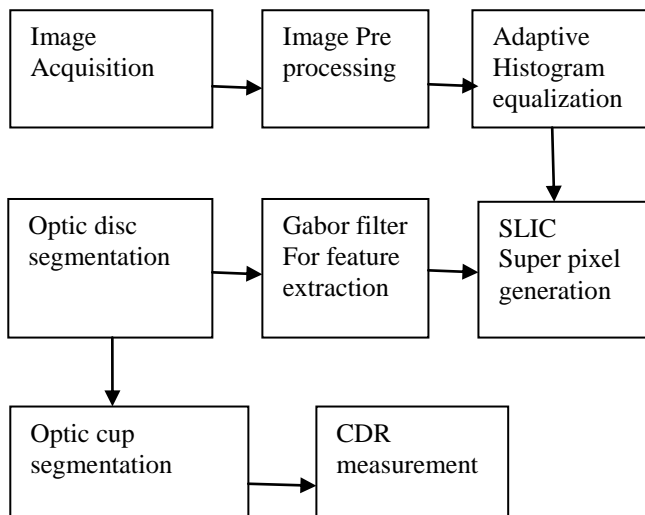 Image
Acquisition
Image Pre
processing
Adaptive
Histogram
equalization
Optic disc
segmentation
Gabor filter
For feature
extraction
SLIC
Super pixel
generation
Optic cup
segmentation
CDR
measurement